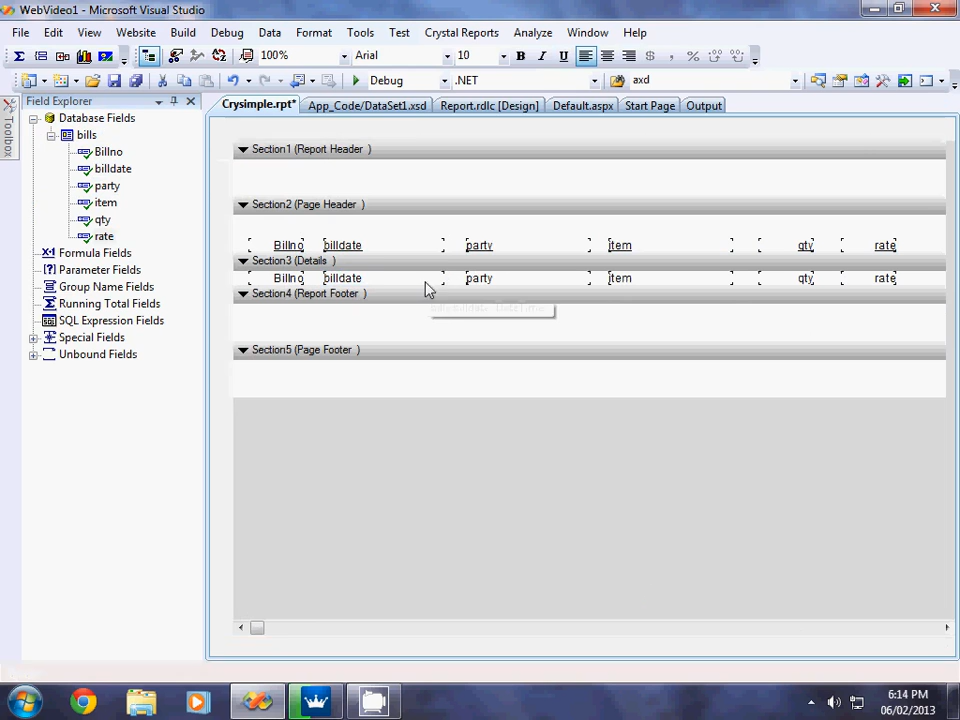 WebVideo1 - Microsoft Visual Studio
File Edit View Website Build Debug Data Format Tools Test Crystal Reports Analyze Window Help
100% Arial 10 B I U $ ,
Debug .NET axd
Toolbox
Field Explorer
Database Fields
bills
Billno
billdate
party
item
qty
rate
Formula Fields
Parameter Fields
Group Name Fields
Running Total Fields
SQL Expression Fields
Special Fields
Unbound Fields
Crysimple.rpt* App_Code/DataSet1.xsd Report.rdlc [Design] Default.aspx Start Page Output
Section1 (Report Header )
Section2 (Page Header )
Billno billdate party item qty rate
Section3 (Details )
Billno billdate party item qty rate
Section4 (Report Footer )
Section5 (Page Footer )
6:14 PM
06/02/2013